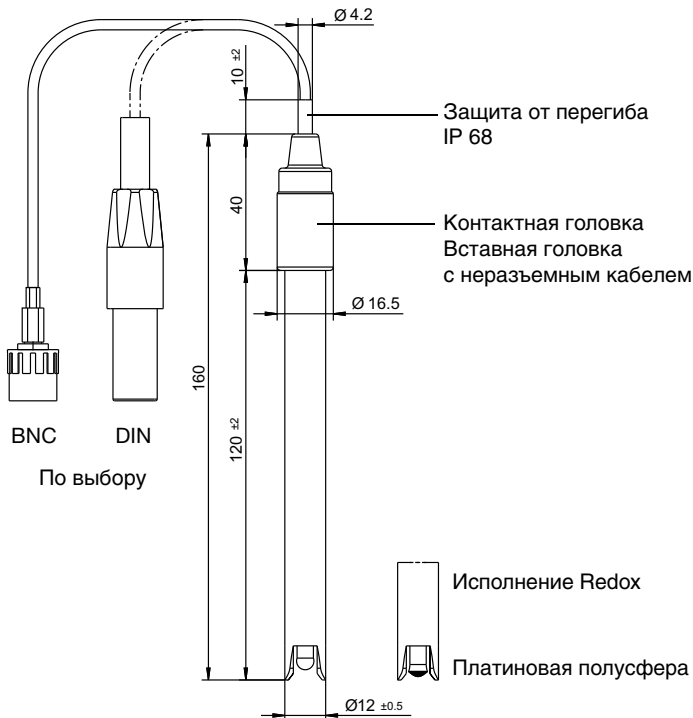 Ø 4.2
10 ±2
Защита от перегиба
IP 68
40
Контактная головка
Вставная головка
с неразъемным кабелем
Ø 16.5
160
120 ±2
BNC
DIN
По выбору
Исполнение Redox
Платиновая полусфера
Ø12 ±0.5